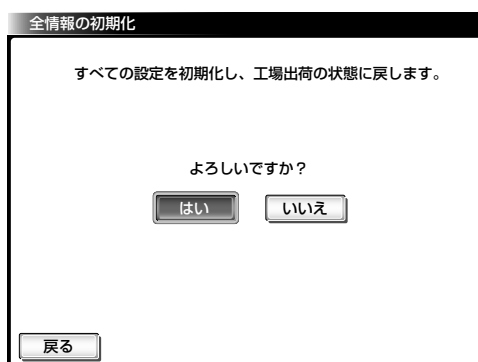 全情報の初期化
すべての設定を初期化し、工場出荷の状態に戻します。
よろしいですか？
はい
いいえ
戻る